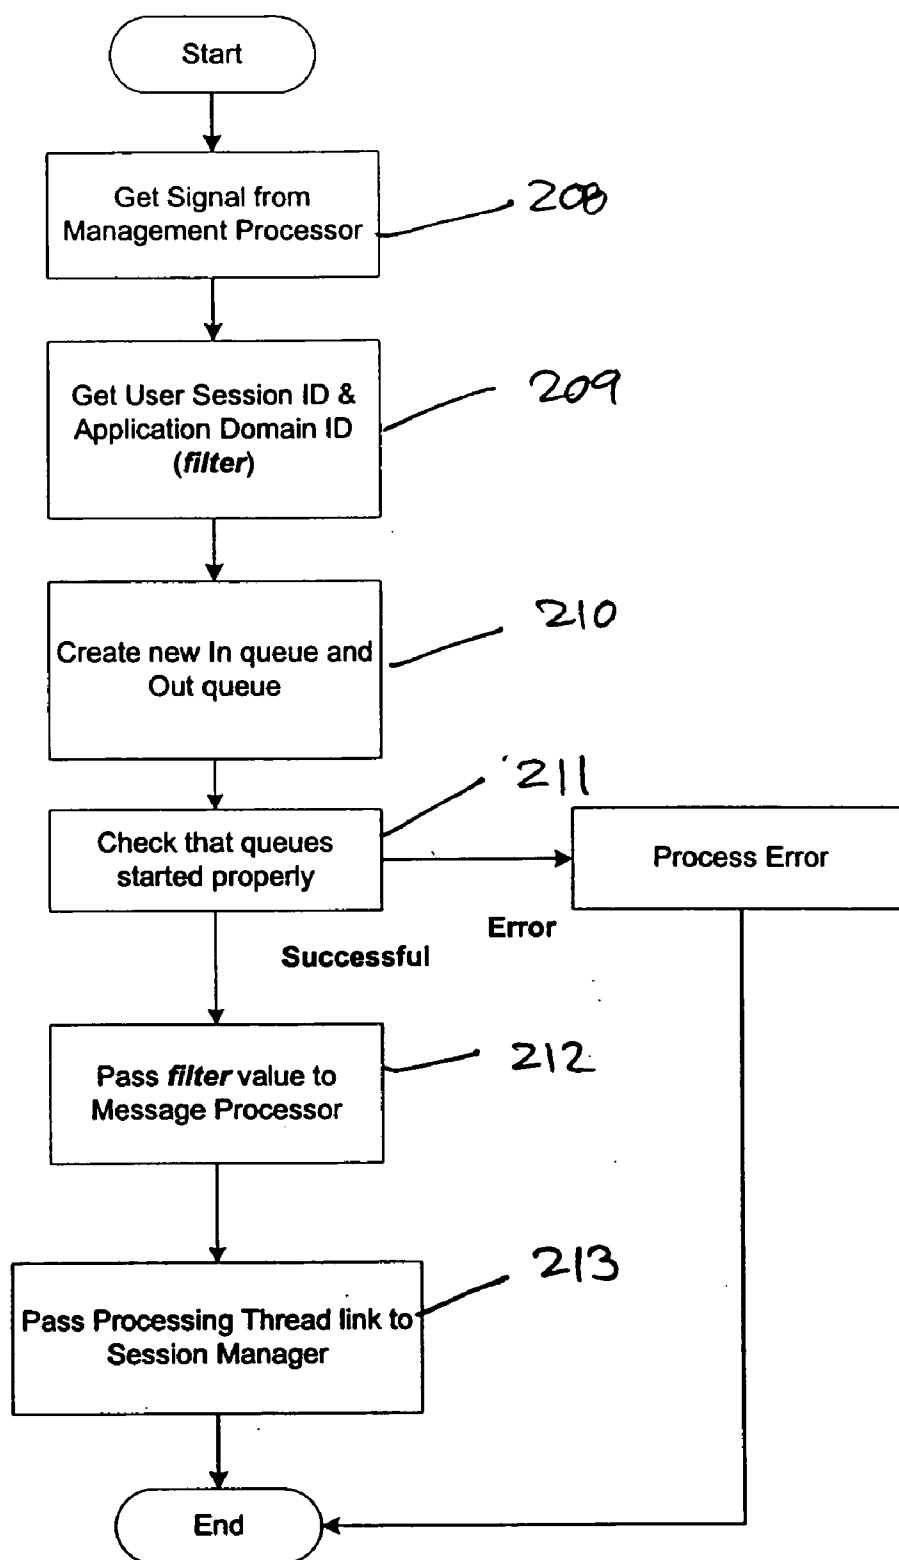 Start
Get Signal from
Management Processor
208
Get User Session ID &
Application Domain ID
(filter)
209
Create new In queue and
Out queue
210
Check that queues
started properly
211
Process Error
Error
Successful
Pass filter value to
Message Processor
212
Pass Processing Thread link to
Session Manager
213
End